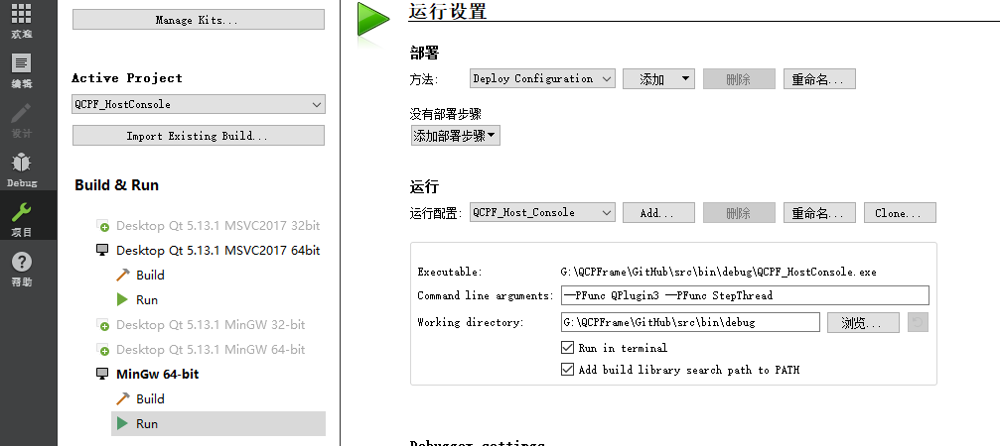 欢迎
编辑
设计
Debug
项目
帮助
Manage Kits...
Active Project
QCPF_HostConsole
Import Existing Build...
Build & Run
Desktop Qt 5.13.1 MSVC2017 32bit
Desktop Qt 5.13.1 MSVC2017 64bit
Build
Run
Desktop Qt 5.13.1 MinGW 32-bit
Desktop Qt 5.13.1 MinGW 64-bit
MinGw 64-bit
Build
Run
运行设置
部署
方法: Deploy Configuration 添加 删除 重命名...
没有部署步骤
添加部署步骤
运行
运行配置: QCPF_Host_Console Add... 删除 重命名... Clone...
Executable: G:\QCPFrame\GitHub\src\bin\debug\QCPF_HostConsole.exe
Command line arguments: --PFunc QPlugin3 --PFunc StepThread
Working directory: G:\QCPFrame\GitHub\src\bin\debug 浏览...
Run in terminal
Add build library search path to PATH
Debugger settings